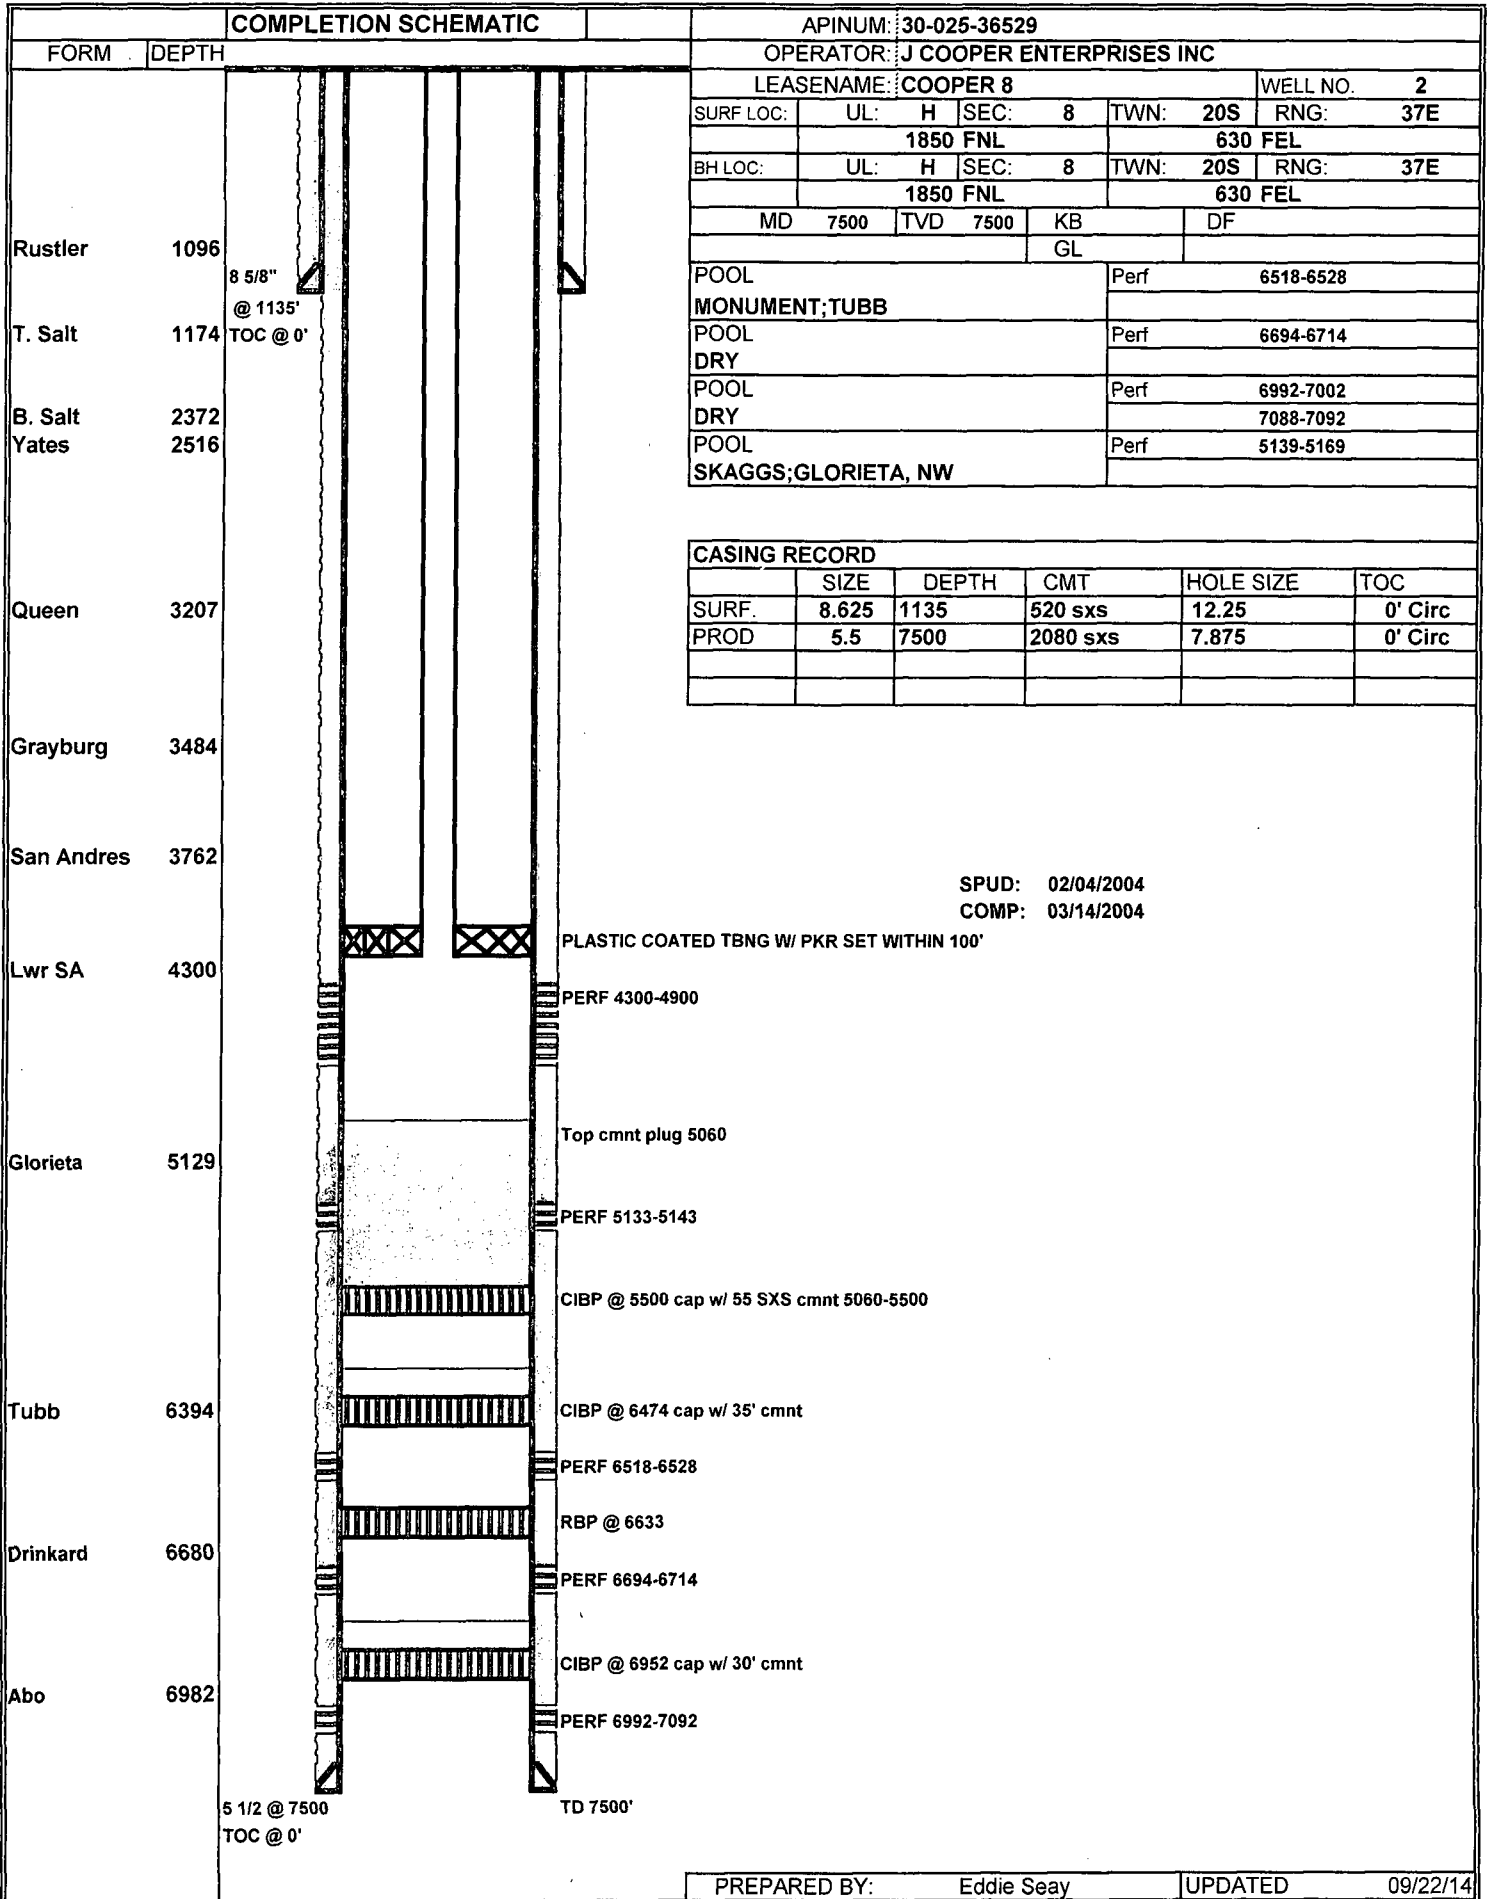 COMPLETION SCHEMATIC
FORM DEPTH
APINUM: 30-025-36529
OPERATOR: J COOPER ENTERPRISES INC
LEASENAME: COOPER 8 WELL NO. 2
SURF LOC: UL: H SEC: 8 TWN: 20S RNG: 37E
1850 FNL 630 FEL
BH LOC: UL: H SEC: 8 TWN: 20S RNG: 37E
1850 FNL 630 FEL
MD 7500 TVD 7500 KB DF
GL
POOL Perf 6518-6528
MONUMENT;TUBB
POOL Perf 6694-6714
DRY
POOL Perf 6992-7002
DRY 7088-7092
POOL Perf 5139-5169
SKAGGS;GLORIETA, NW
CASING RECORD
SIZE DEPTH CMT HOLE SIZE TOC
SURF. 8.625 1135 520 sxs 12.25 0' Circ
PROD 5.5 7500 2080 sxs 7.875 0' Circ
Rustler 1096
8 5/8"
@ 1135'
T. Salt 1174 TOC @ 0'
B. Salt 2372
Yates 2516
Queen 3207
Grayburg 3484
San Andres 3762
SPUD: 02/04/2004
COMP: 03/14/2004
PLASTIC COATED TBNG W/ PKR SET WITHIN 100'
Lwr SA 4300
PERF 4300-4900
Top cmnt plug 5060
Glorieta 5129
PERF 5133-5143
CIBP @ 5500 cap w/ 55 SXS cmnt 5060-5500
Tubb 6394
CIBP @ 6474 cap w/ 35' cmnt
PERF 6518-6528
RBP @ 6633
Drinkard 6680
PERF 6694-6714
CIBP @ 6952 cap w/ 30' cmnt
Abo 6982
PERF 6992-7092
5 1/2 @ 7500 TD 7500'
TOC @ 0'
PREPARED BY: Eddie Seay UPDATED 09/22/14